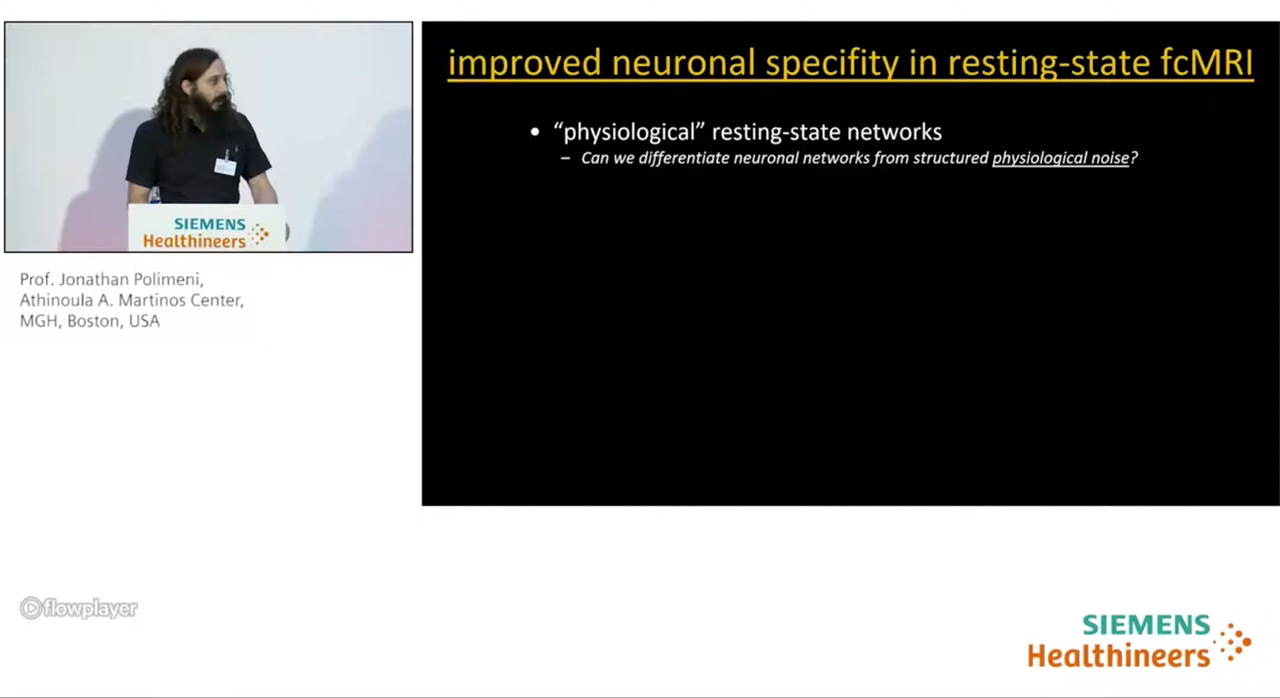 improved neuronal specifity in resting-state fcMRI
• “physiological” resting-state networks
– Can we differentiate neuronal networks from structured physiological noise?
SIEMENS
Healthineers
Prof. Jonathan Polimeni,
Athinoula A. Martinos Center,
MGH, Boston, USA
flowplayer
SIEMENS
Healthineers